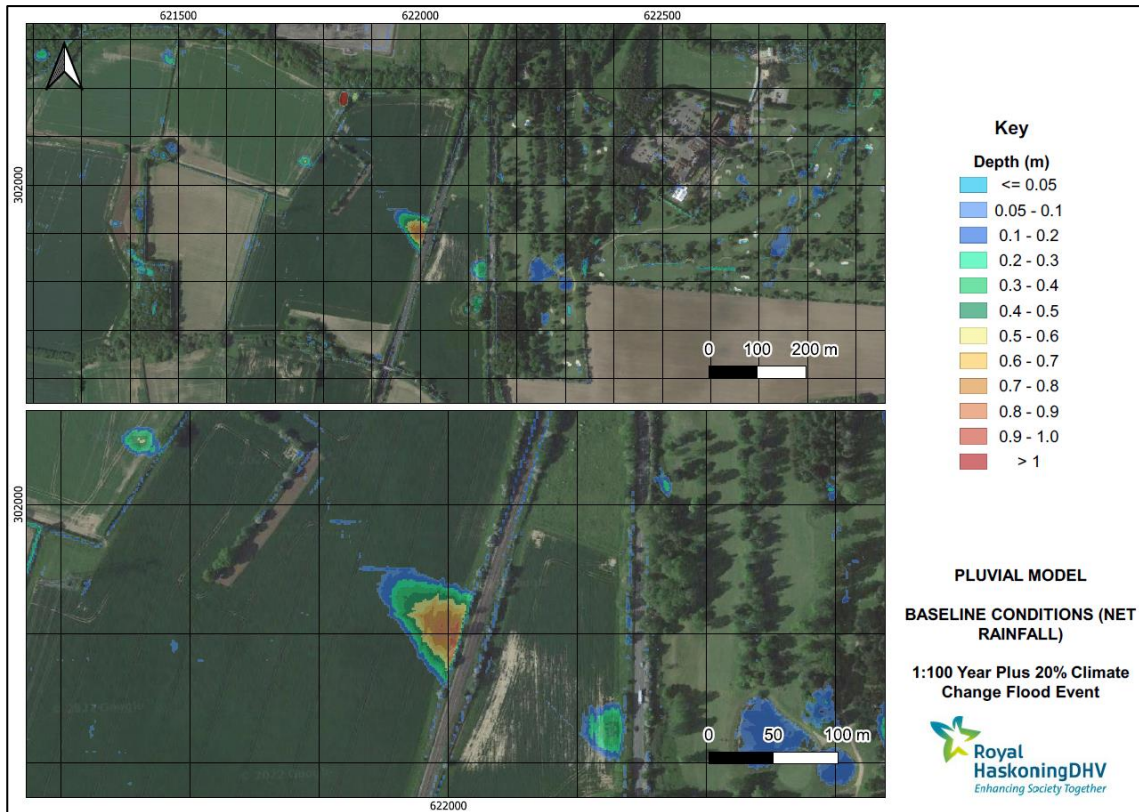 621500
622000
622500
302000
0 100 200 m
302000
© 2022 Google
0 50 100 m
622000
Key
Depth (m)
<= 0.05
0.05 - 0.1
0.1 - 0.2
0.2 - 0.3
0.3 - 0.4
0.4 - 0.5
0.5 - 0.6
0.6 - 0.7
0.7 - 0.8
0.8 - 0.9
0.9 - 1.0
> 1
PLUVIAL MODEL
BASELINE CONDITIONS (NET
RAINFALL)
1:100 Year Plus 20% Climate
Change Flood Event
Royal
HaskoningDHV
Enhancing Society Together